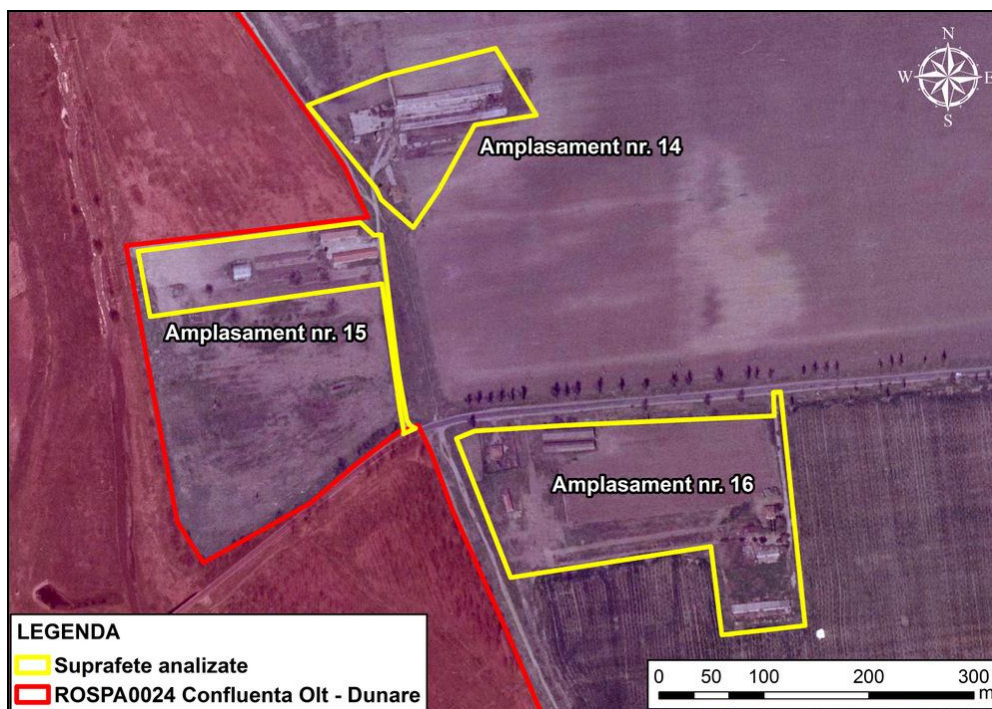 N
W E
S
Amplasament nr. 14
Amplasament nr. 15
Amplasament nr. 16
LEGENDA
Suprafete analizate
ROSPA0024 Confluenta Olt - Dunare
0 50 100 200 300
m